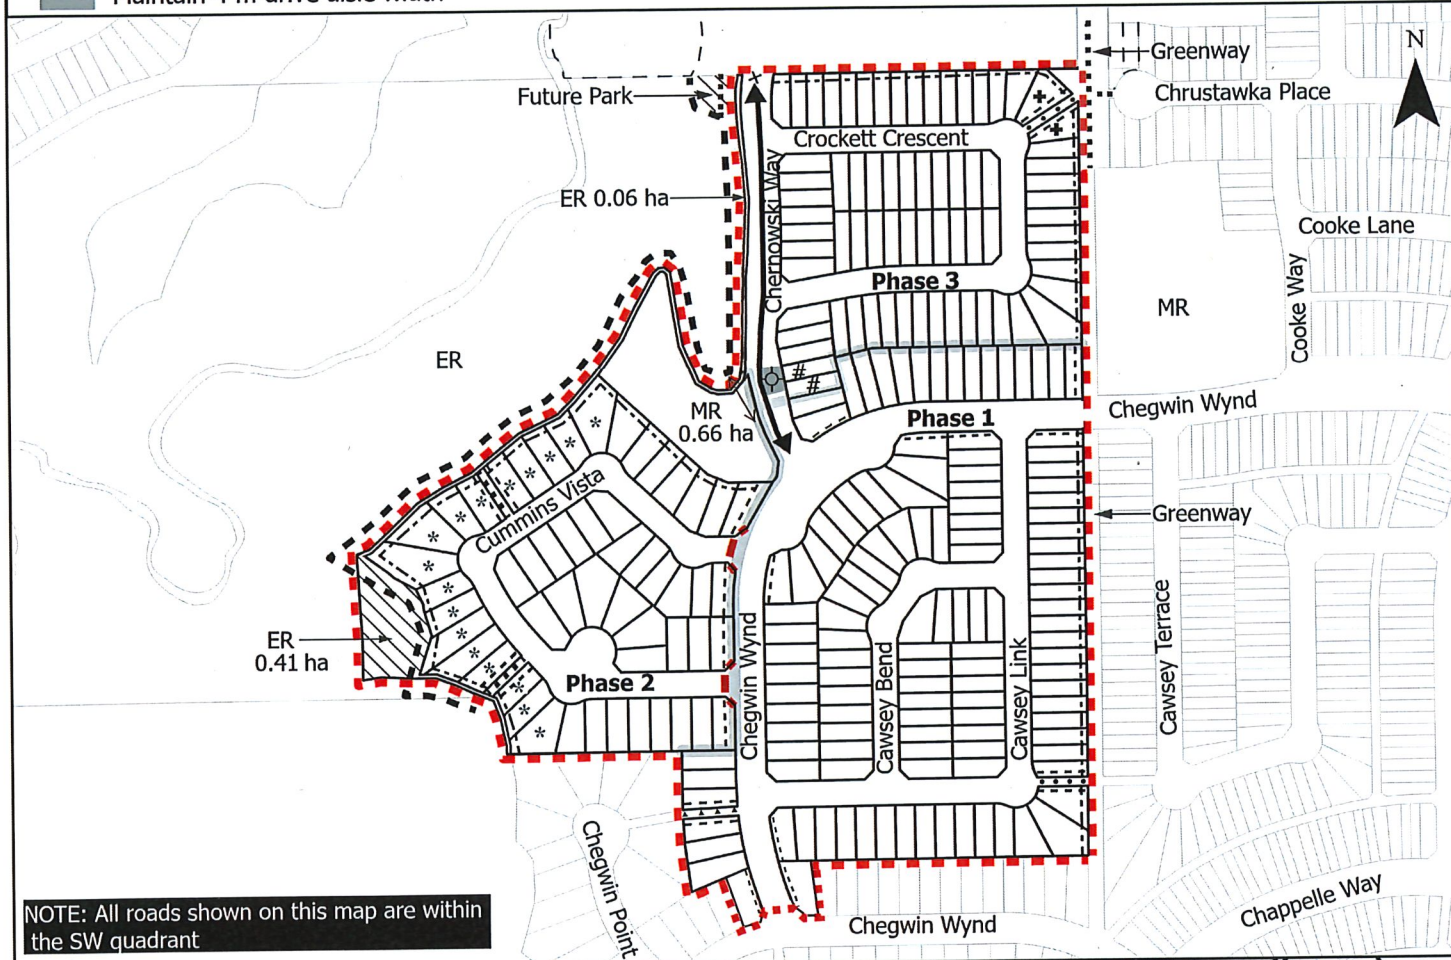 Greenway
N
Chrustawka Place
Future Park
Crockett Crescent
Chernowski Way
ER 0.06 ha
Cooke Lane
Phase 3
MR
Cooke Way
ER
# #
MR
0.66 ha
Phase 1
Chegwin Wynd
Cummins Vista
Greenway
ER
0.41 ha
Phase 2
Chegwin Wynd
Cawsey Bend
Cawsey Link
Cawsey Terrace
Chegwin Point
Chegwin Wynd
Chappelle Way
NOTE: All roads shown on this map are within
the SW quadrant